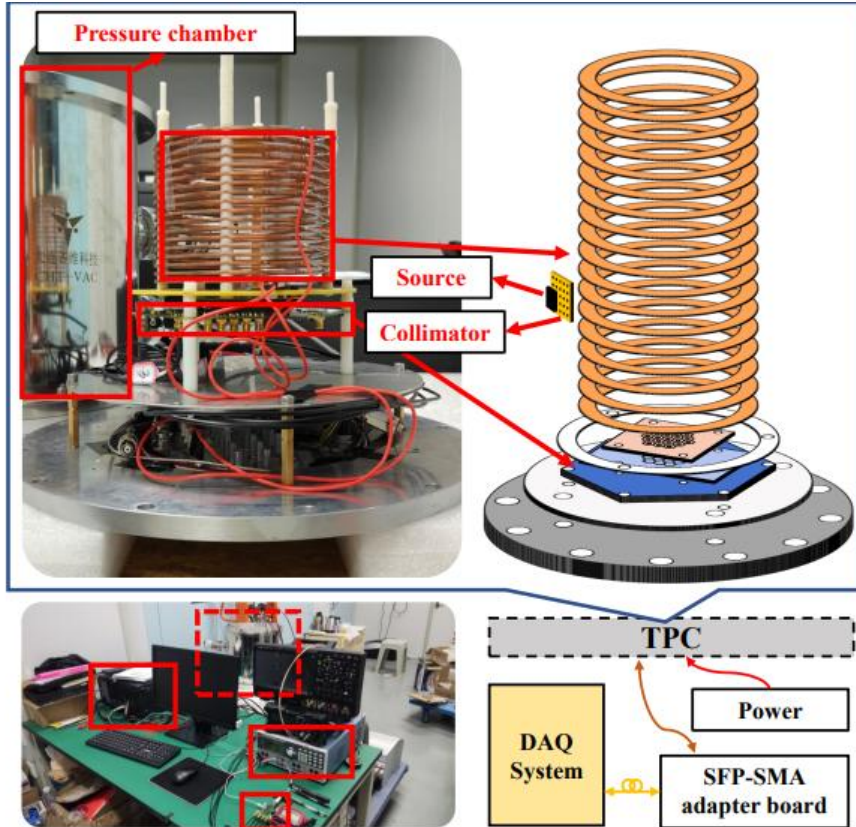 Pressure chamber
Source
Collimator
TPC
Power
DAQ
System
SFP-SMA
adapter board